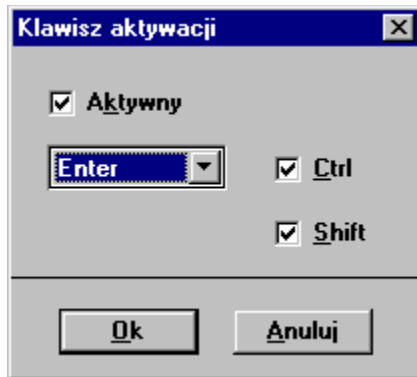 Klawisz aktywacji
Aktywny
Enter
Ctrl
Shift
Ok
Anuluj